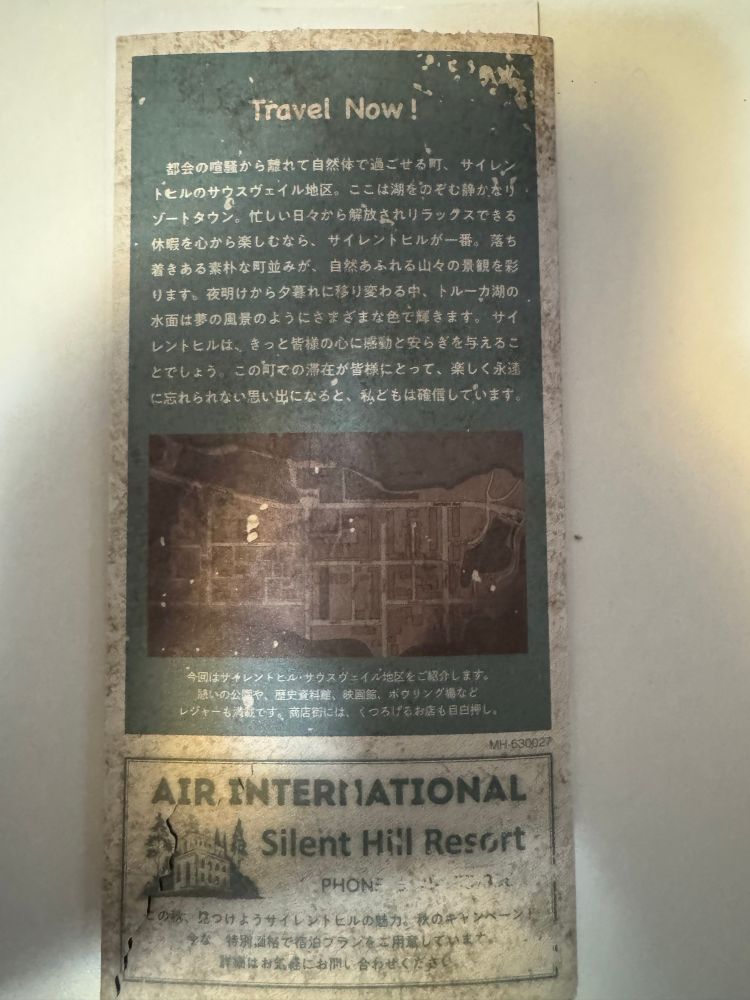 Travel Now!
都会の喧騒から離れて自然体で過ごせる町、サイレン
トヒルのサウスヴェイル地区。ここは湖をのぞむ静かなリ
ゾートタウン。忙しい日々から解放されリラックスできる
休暇を心から楽しむなら、サイレントヒルが一番。落ち
着きある素朴な町並みが、自然あふれる山々の景観を彩
ります。夜明けから夕暮れに移り変わる中、トルーカ湖の
水面は夢の風景のようにさまざまな色で輝きます。サイ
レントヒルは、きっと皆様の心に感動と安らぎを与えるこ
とでしょう。この町での滞在が皆様にとって、楽しく永遠
に忘れられない思い出になると、私どもは確信しています。
今回はサイレントヒル・サウスヴェイル地区をご紹介します。
憩いの公園や、歴史資料館、映画館、ボウリング場など
レジャーも満載です。商店街には、くつろげるお店も目白押し。
MH-630027
AIR INTERNATIONAL
Silent Hill Resort
PHONE
この秋、見つけようサイレントヒルの魅力。秋のキャンペーン！
今な 特別価格で宿泊プランをご用意しています。
詳細はお気軽にお問い合わせください